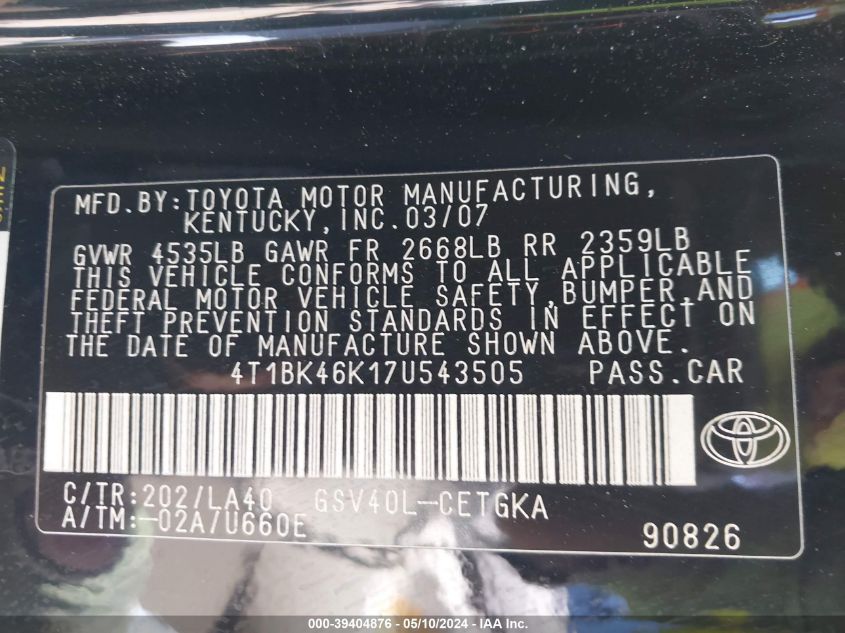 MFD.BY:TOYOTA MOTOR MANUFACTURING,
KENTUCKY,INC.03/07
GVWR 4535LB GAWR FR 2668LB RR 2359LB
THIS VEHICLE CONFORMS TO ALL APPLICABLE
FEDERAL MOTOR VEHICLE SAFETY,BUMPER,AND
THEFT PREVENTION STANDARDS IN EFFECT ON
THE DATE OF MANUFACTURE SHOWN ABOVE.
4T1BK46K17U543505 PASS.CAR
C/TR:202/LA40 GSV40L-CETGKA
A/TM:-02A/U660E
90826
000-39404876 - 05/10/2024 - IAA Inc.